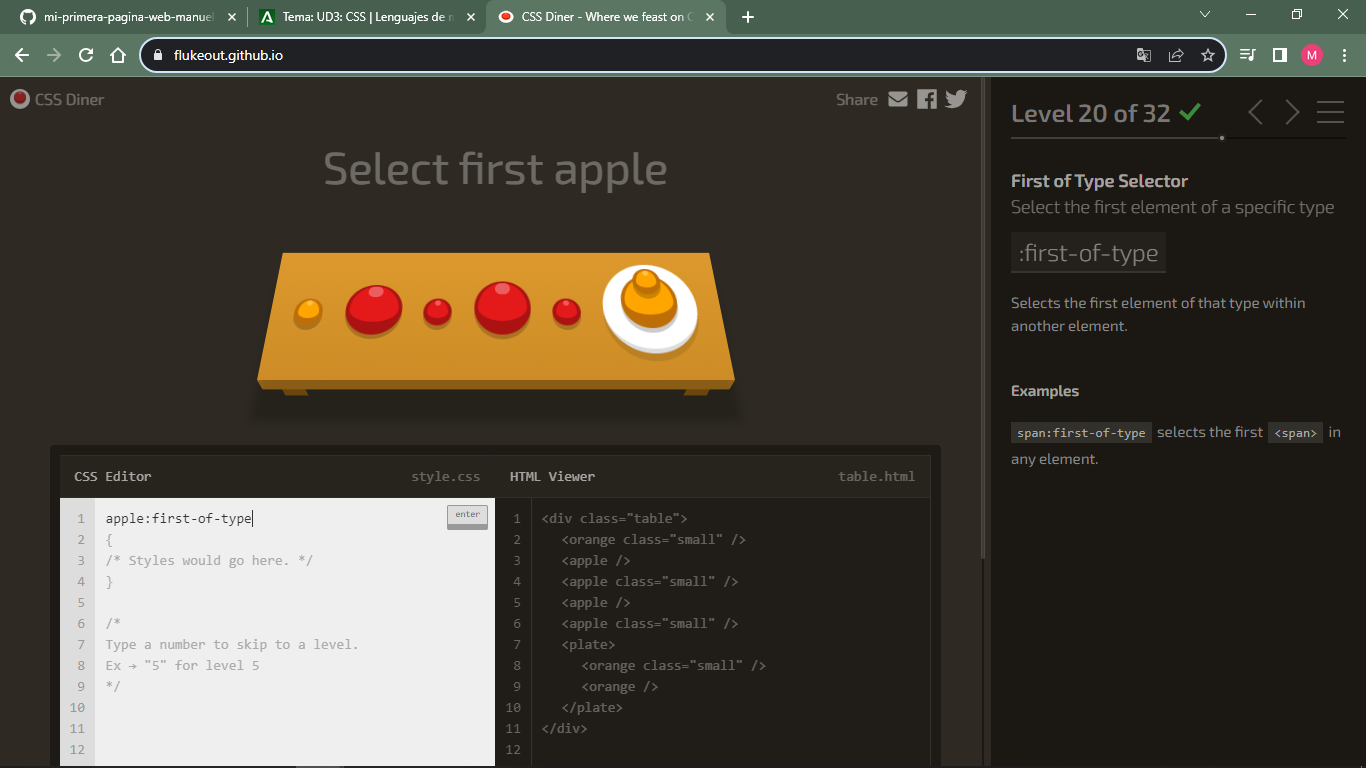 mi-primera-pagina-web-manuel
Tema: UD3: CSS | Lenguajes de m
CSS Diner - Where we feast on C
flukeout.github.io
M
CSS Diner
Share
Select first apple
CSS Editor
style.css
1 apple:first-of-type
enter
2 {
3 /* Styles would go here. */
4 }
5
6 /*
7 Type a number to skip to a level.
8 Ex → "5" for level 5
9 */
10
11
12
HTML Viewer
table.html
1 <div class="table">
2 <orange class="small" />
3 <apple />
4 <apple class="small" />
5 <apple />
6 <apple class="small" />
7 <plate>
8 <orange class="small" />
9 <orange />
10 </plate>
11 </div>
12
Level 20 of 32
First of Type Selector
Select the first element of a specific type
:first-of-type
Selects the first element of that type within
another element.
Examples
span:first-of-type selects the first <span> in
any element.